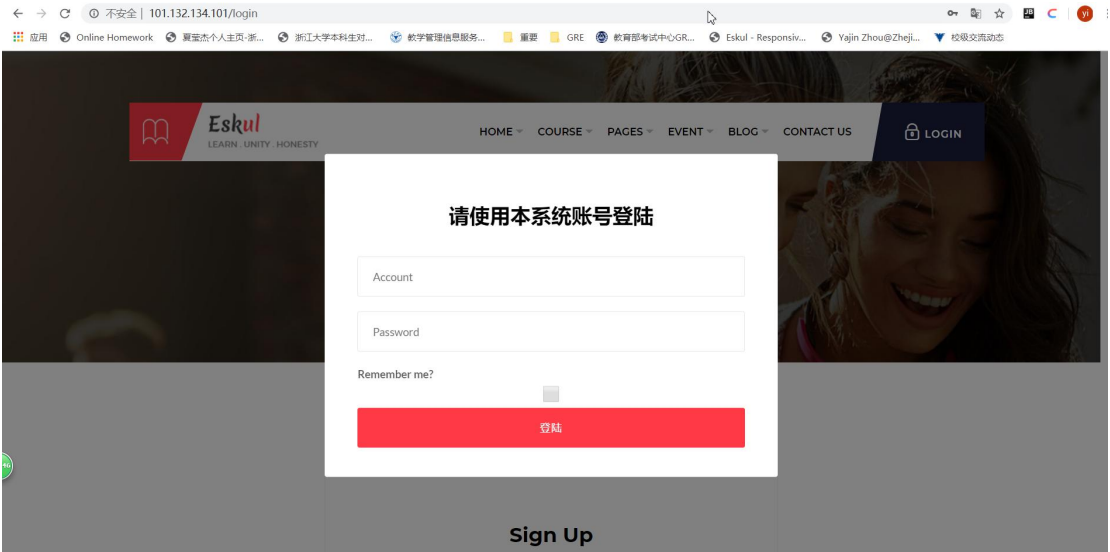 不安全 | 101.132.134.101/login
yi
应用 Online Homework 夏莹杰个人主页-浙... 浙江大学本科生对... 教学管理信息服务... 重要 GRE 教育部考试中心GR... Eskul - Responsiv... Yajin Zhou@Zheji... 校级交流动态
Eskul
LEARN . UNITY . HONESTY
HOME COURSE PAGES EVENT BLOG CONTACT US LOGIN
请使用本系统账号登陆
Account
Password
Remember me?
登陆
Sign Up